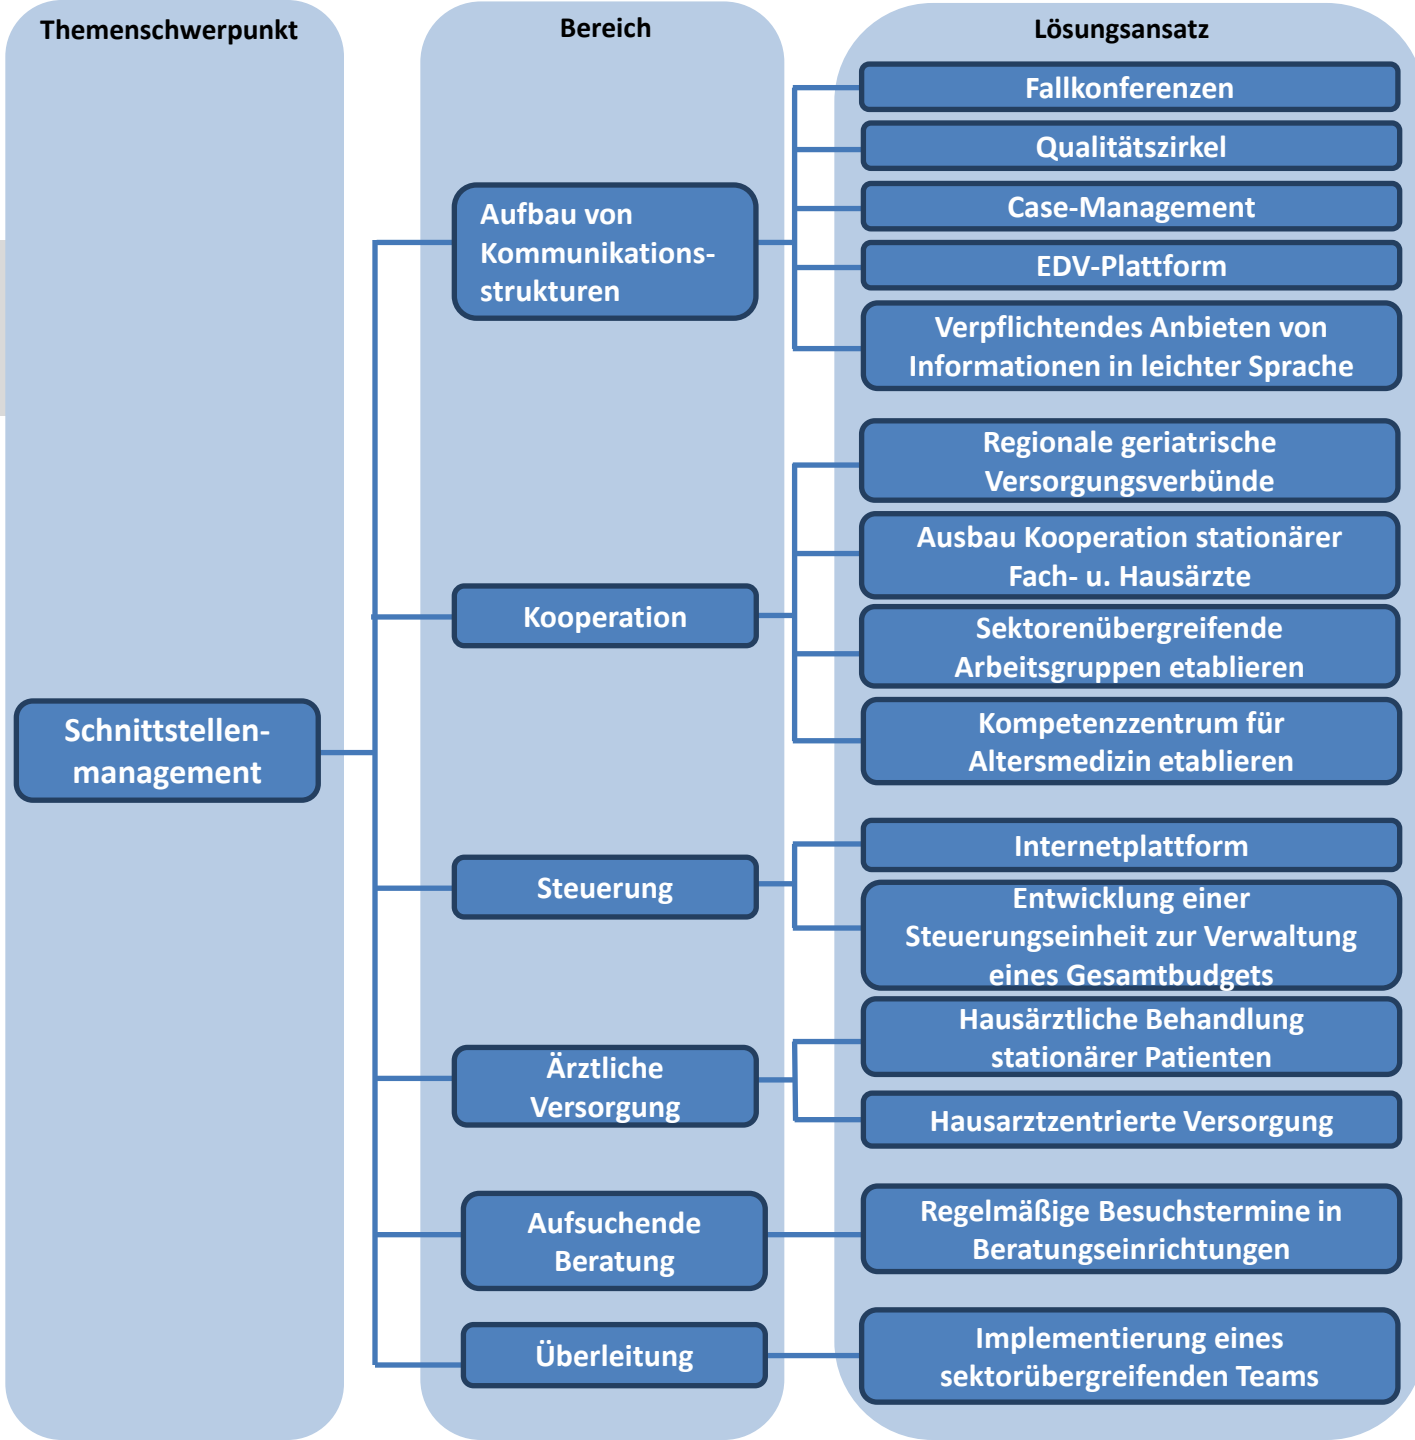 Themenschwerpunkt
Bereich
Lösungsansatz
Schnittstellen-
management
Aufbau von
Kommunikations-
strukturen
Fallkonferenzen
Qualitätszirkel
Case-Management
EDV-Plattform
Verpflichtendes Anbieten von
Informationen in leichter Sprache
Kooperation
Regionale geriatrische
Versorgungsverbünde
Ausbau Kooperation stationärer
Fach- u. Hausärzte
Sektorenübergreifende
Arbeitsgruppen etablieren
Kompetenzzentrum für
Altersmedizin etablieren
Steuerung
Internetplattform
Entwicklung einer
Steuerungseinheit zur Verwaltung
eines Gesamtbudgets
Ärztliche
Versorgung
Hausärztliche Behandlung
stationärer Patienten
Hausarztzentrierte Versorgung
Aufsuchende
Beratung
Regelmäßige Besuchstermine in
Beratungseinrichtungen
Überleitung
Implementierung eines
sektorübergreifenden Teams